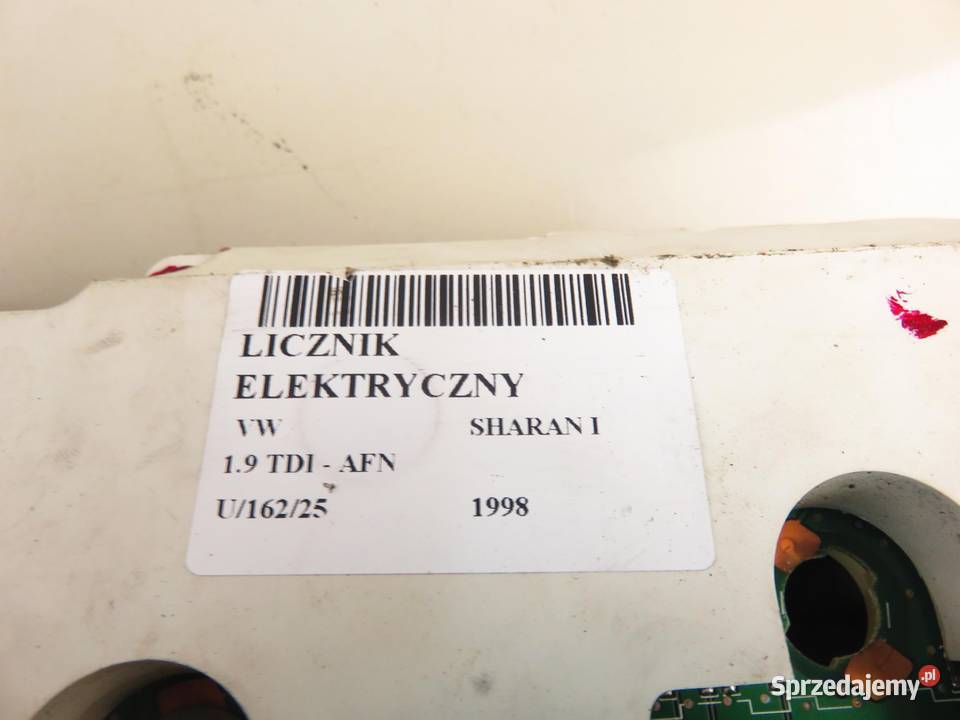 LICZNIK
ELEKTRYCZNY
VW SHARAN I
1.9 TDI - AFN
U/162/25 1998
Sprzedajemy.pl